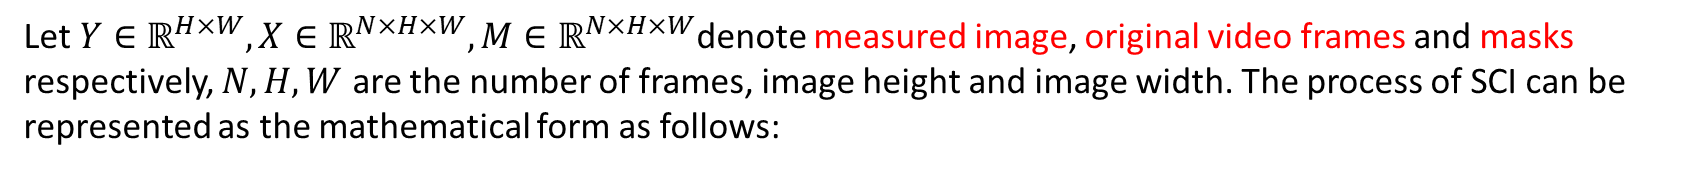 Let Y ∈ ℝ^{H×W}, X ∈ ℝ^{N×H×W}, M ∈ ℝ^{N×H×W} denote measured image, original video frames and masks
respectively, N, H, W are the number of frames, image height and image width. The process of SCI can be
represented as the mathematical form as follows: